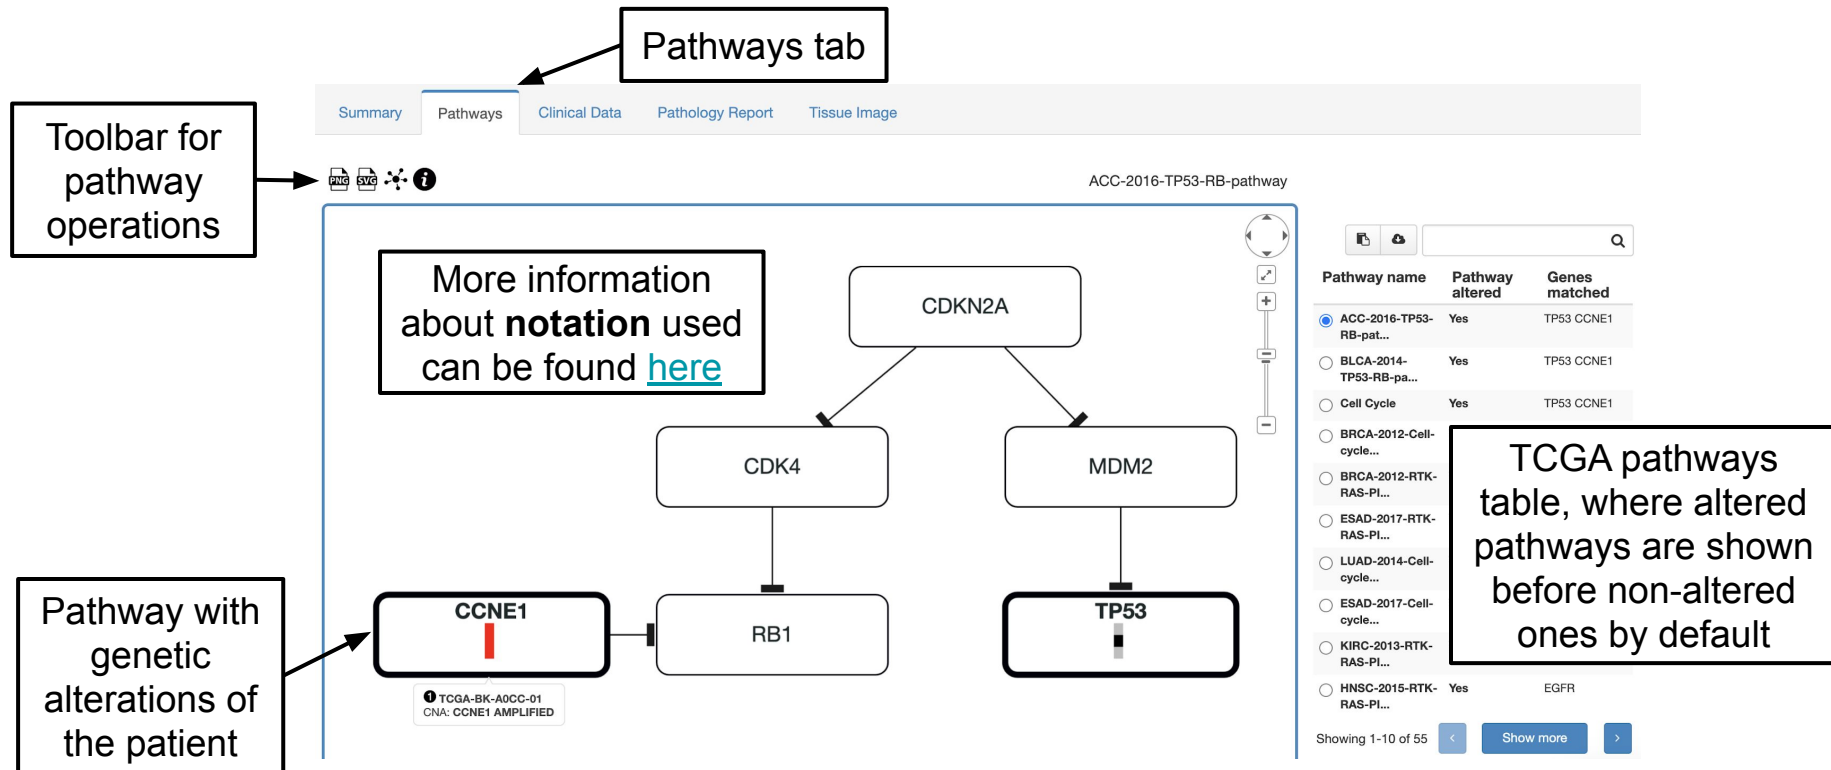 Pathways tab
Summary Pathways Clinical Data Pathology Report Tissue Image
Toolbar for
pathway
operations
PNG SVG i
ACC-2016-TP53-RB-pathway
More information
about notation used
can be found here
CDKN2A
CDK4
MDM2
CCNE1
RB1
TP53
1 TCGA-BK-A0CC-01
CNA: CCNE1 AMPLIFIED
Pathway with
genetic
alterations of
the patient
Pathway name Pathway altered Genes matched
ACC-2016-TP53- Yes TP53 CCNE1
RB-pat...
BLCA-2014- Yes TP53 CCNE1
TP53-RB-pa...
Cell Cycle Yes TP53 CCNE1
BRCA-2012-Cell-
cycle...
BRCA-2012-RTK-
RAS-PI...
ESAD-2017-RTK-
RAS-PI...
LUAD-2014-Cell-
cycle...
ESAD-2017-Cell-
cycle...
KIRC-2013-RTK-
RAS-PI...
HNSC-2015-RTK- Yes EGFR
RAS-PI...
TCGA pathways
table, where altered
pathways are shown
before non-altered
ones by default
Showing 1-10 of 55 < Show more >